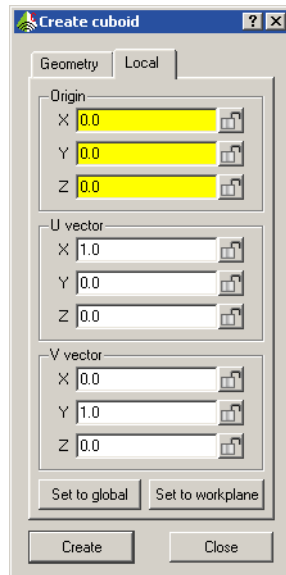 Create cuboid
Geometry Local
Origin
X 0.0
Y 0.0
Z 0.0
U vector
X 1.0
Y 0.0
Z 0.0
V vector
X 0.0
Y 1.0
Z 0.0
Set to global Set to workplane
Create Close